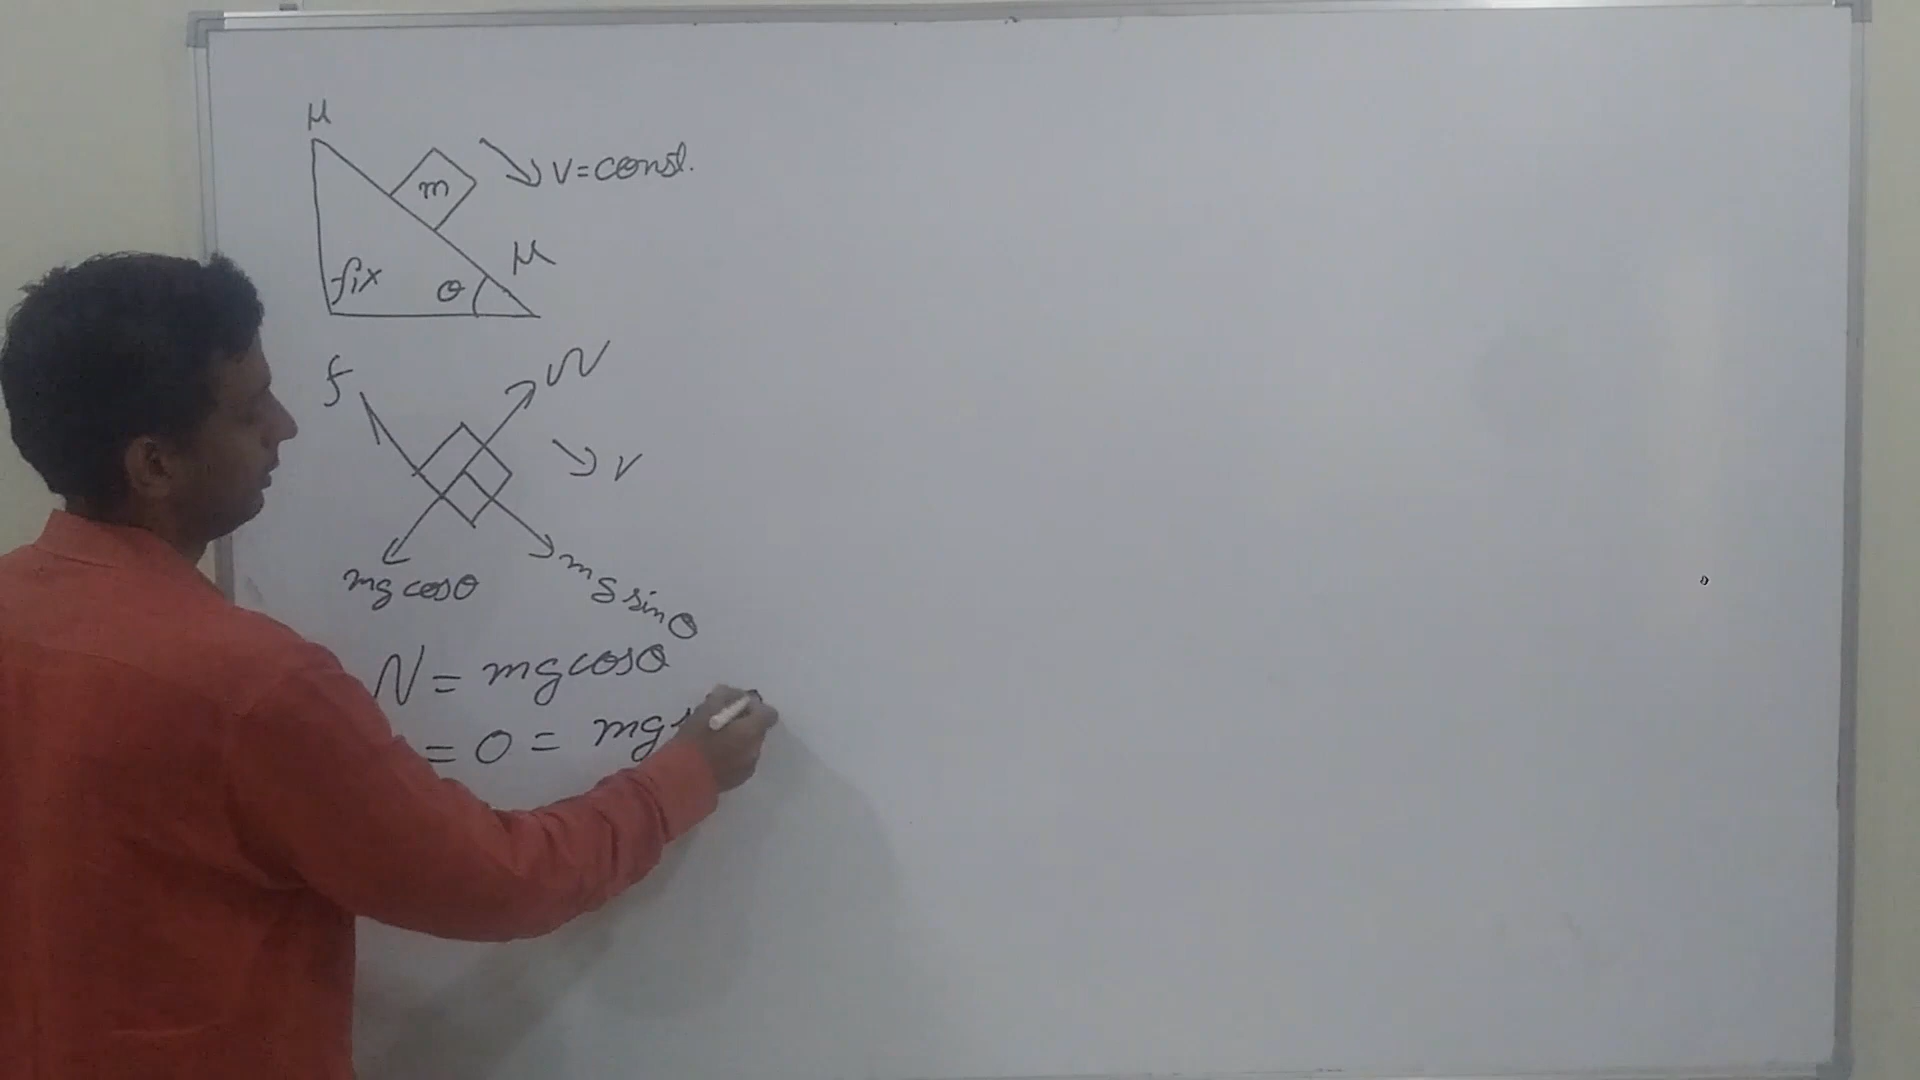 μ
m
V=const.
μ
fix
θ
f
N
V
mg cosθ
mg sinθ
N = mg cosθ
= 0 = mg